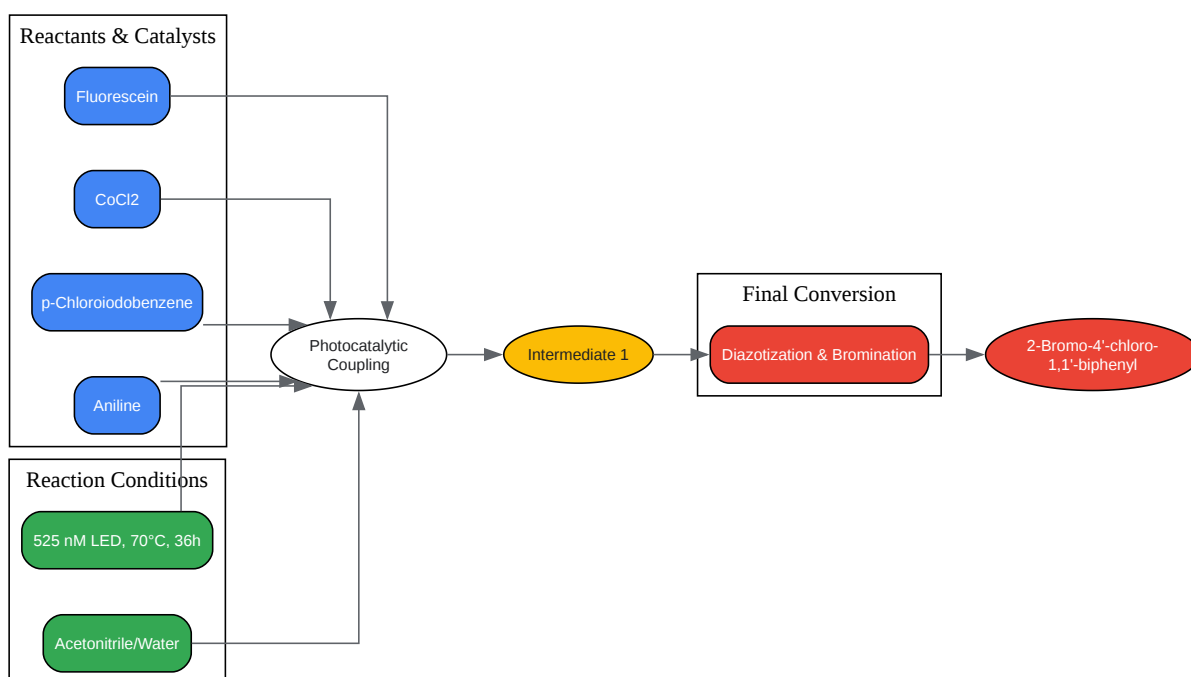 Reactants & Catalysts
Fluorescein
CoCl2
p-Chloroiodobenzene
Aniline
Reaction Conditions
525 nM LED, 70°C, 36h
Acetonitrile/Water
Photocatalytic
Coupling
Intermediate 1
Final Conversion
Diazotization & Bromination
2-Bromo-4'-chloro-
1,1'-biphenyl